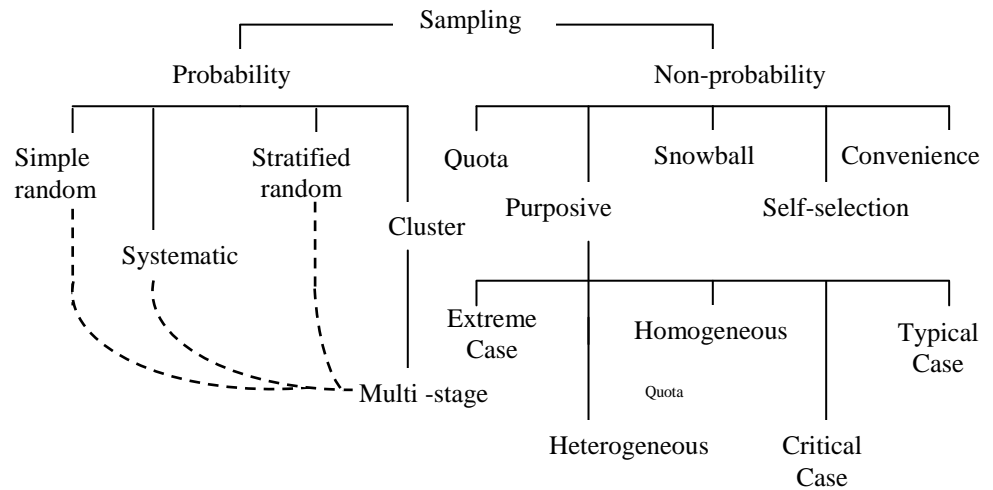 Sampling
Probability
Non-probability
Simple
random
Stratified
random
Quota
Snowball
Convenience
Purposive
Self-selection
Cluster
Systematic
Extreme
Case
Homogeneous
Typical
Case
Multi -stage
Quota
Heterogeneous
Critical
Case